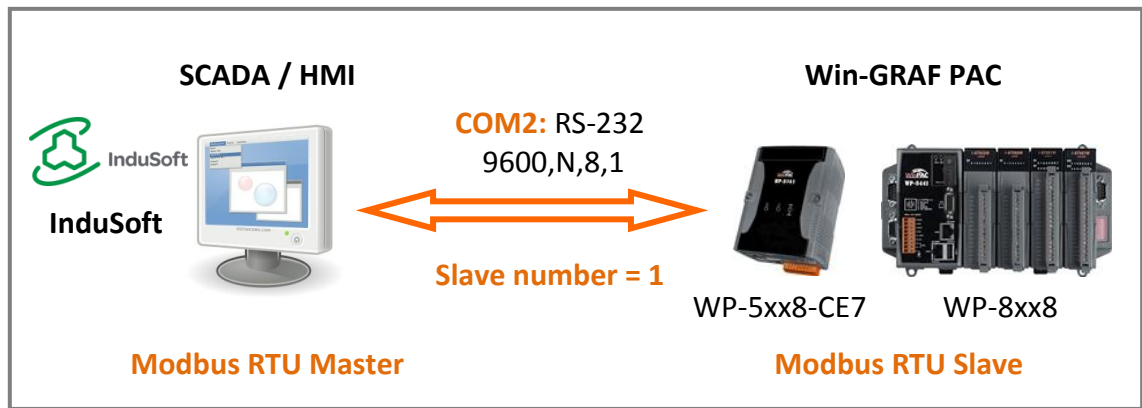 SCADA / HMI
Win-GRAF PAC
InduSoft
InduSoft
COM2: RS-232
9600,N,8,1
Slave number = 1
WP-5xx8-CE7
WP-8xx8
Modbus RTU Master
Modbus RTU Slave